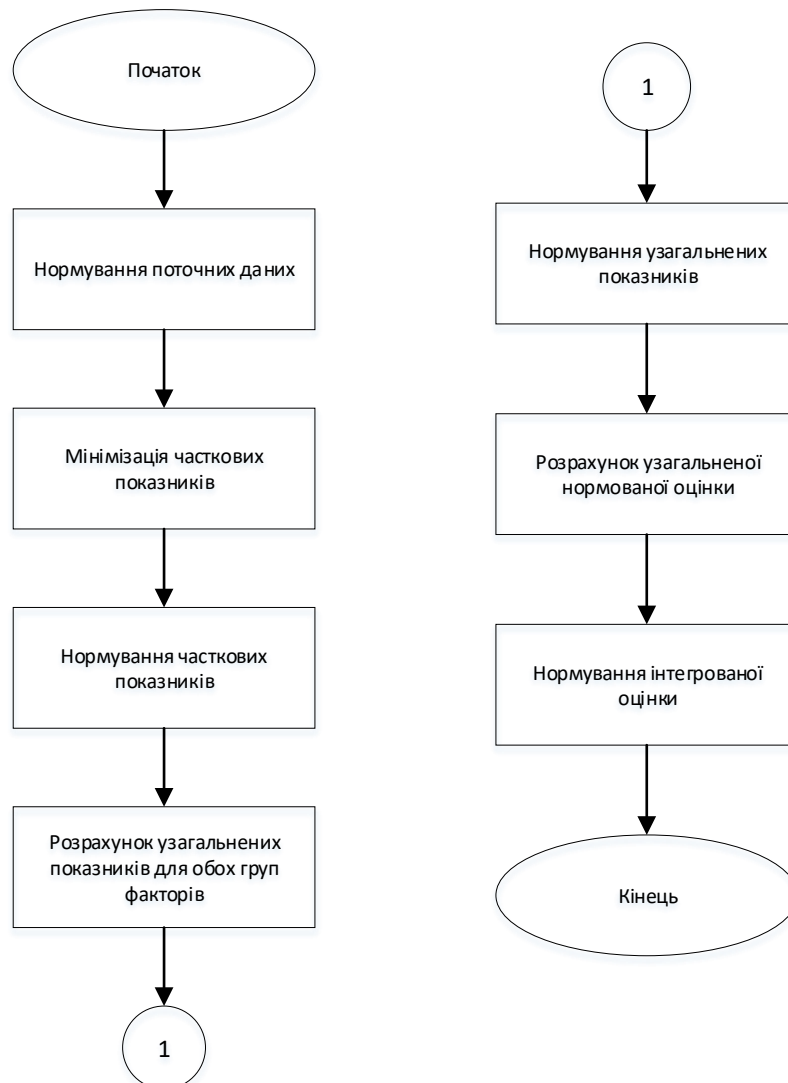 Початок
Нормування поточних даних
Мінімізація часткових
показників
Нормування часткових
показників
Розрахунок узагальнених
показників для обох груп
факторів
1
1
Нормування узагальнених
показників
Розрахунок узагальненої
нормованої оцінки
Нормування інтегрованої
оцінки
Кінець